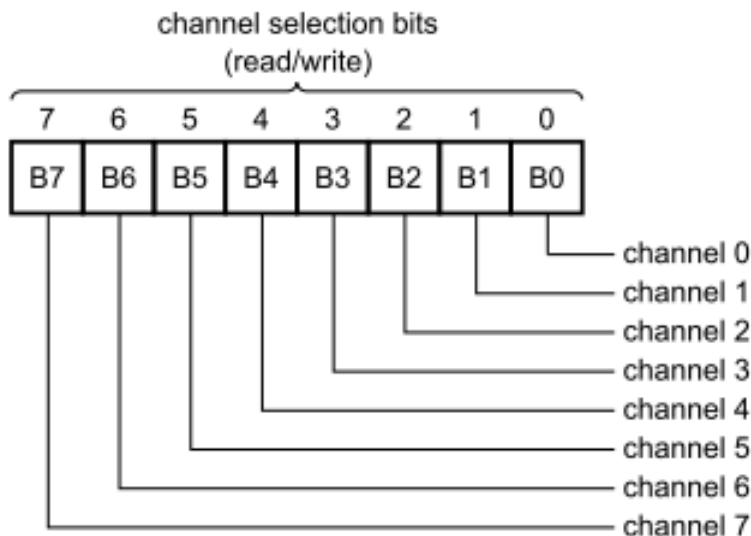 channel selection bits
(read/write)
7 6 5 4 3 2 1 0
B7 B6 B5 B4 B3 B2 B1 B0
channel 0
channel 1
channel 2
channel 3
channel 4
channel 5
channel 6
channel 7